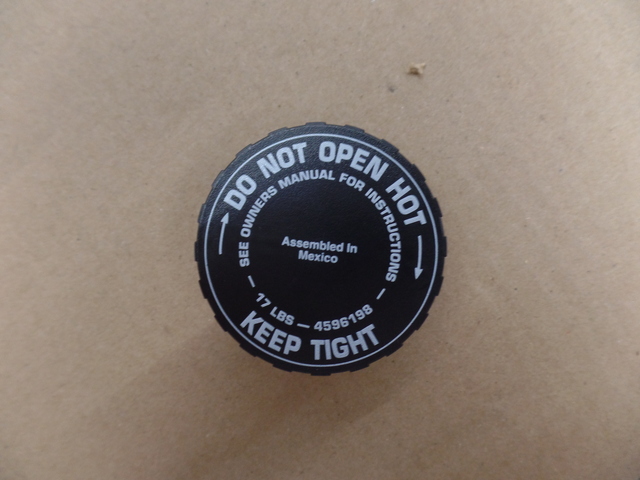 DO NOT OPEN HOT
SEE OWNERS MANUAL FOR INSTRUCTIONS
Assembled In
Mexico
17 LBS — 4596198
KEEP TIGHT